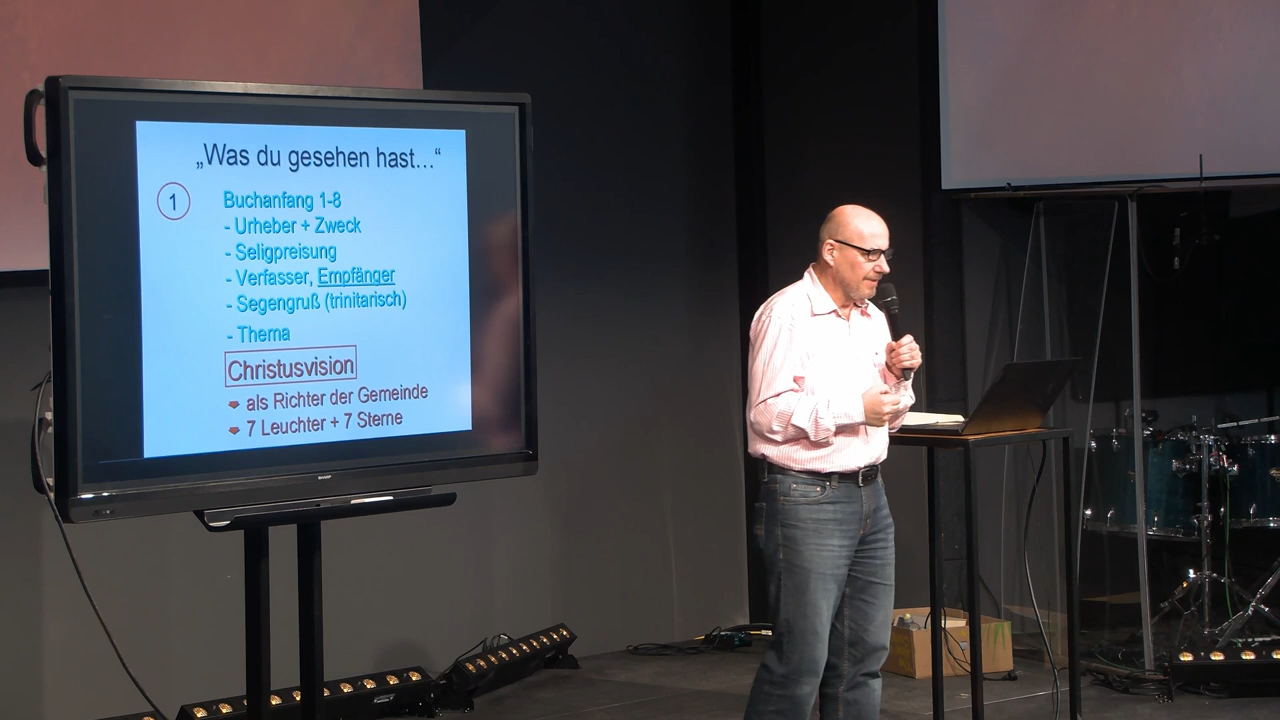 „Was du gesehen hast…“
1
Buchanfang 1-8
- Urheber + Zweck
- Seligpreisung
- Verfasser, Empfänger
- Segengruß (trinitarisch)
- Thema
Christusvision
als Richter der Gemeinde
7 Leuchter + 7 Sterne
SHARP